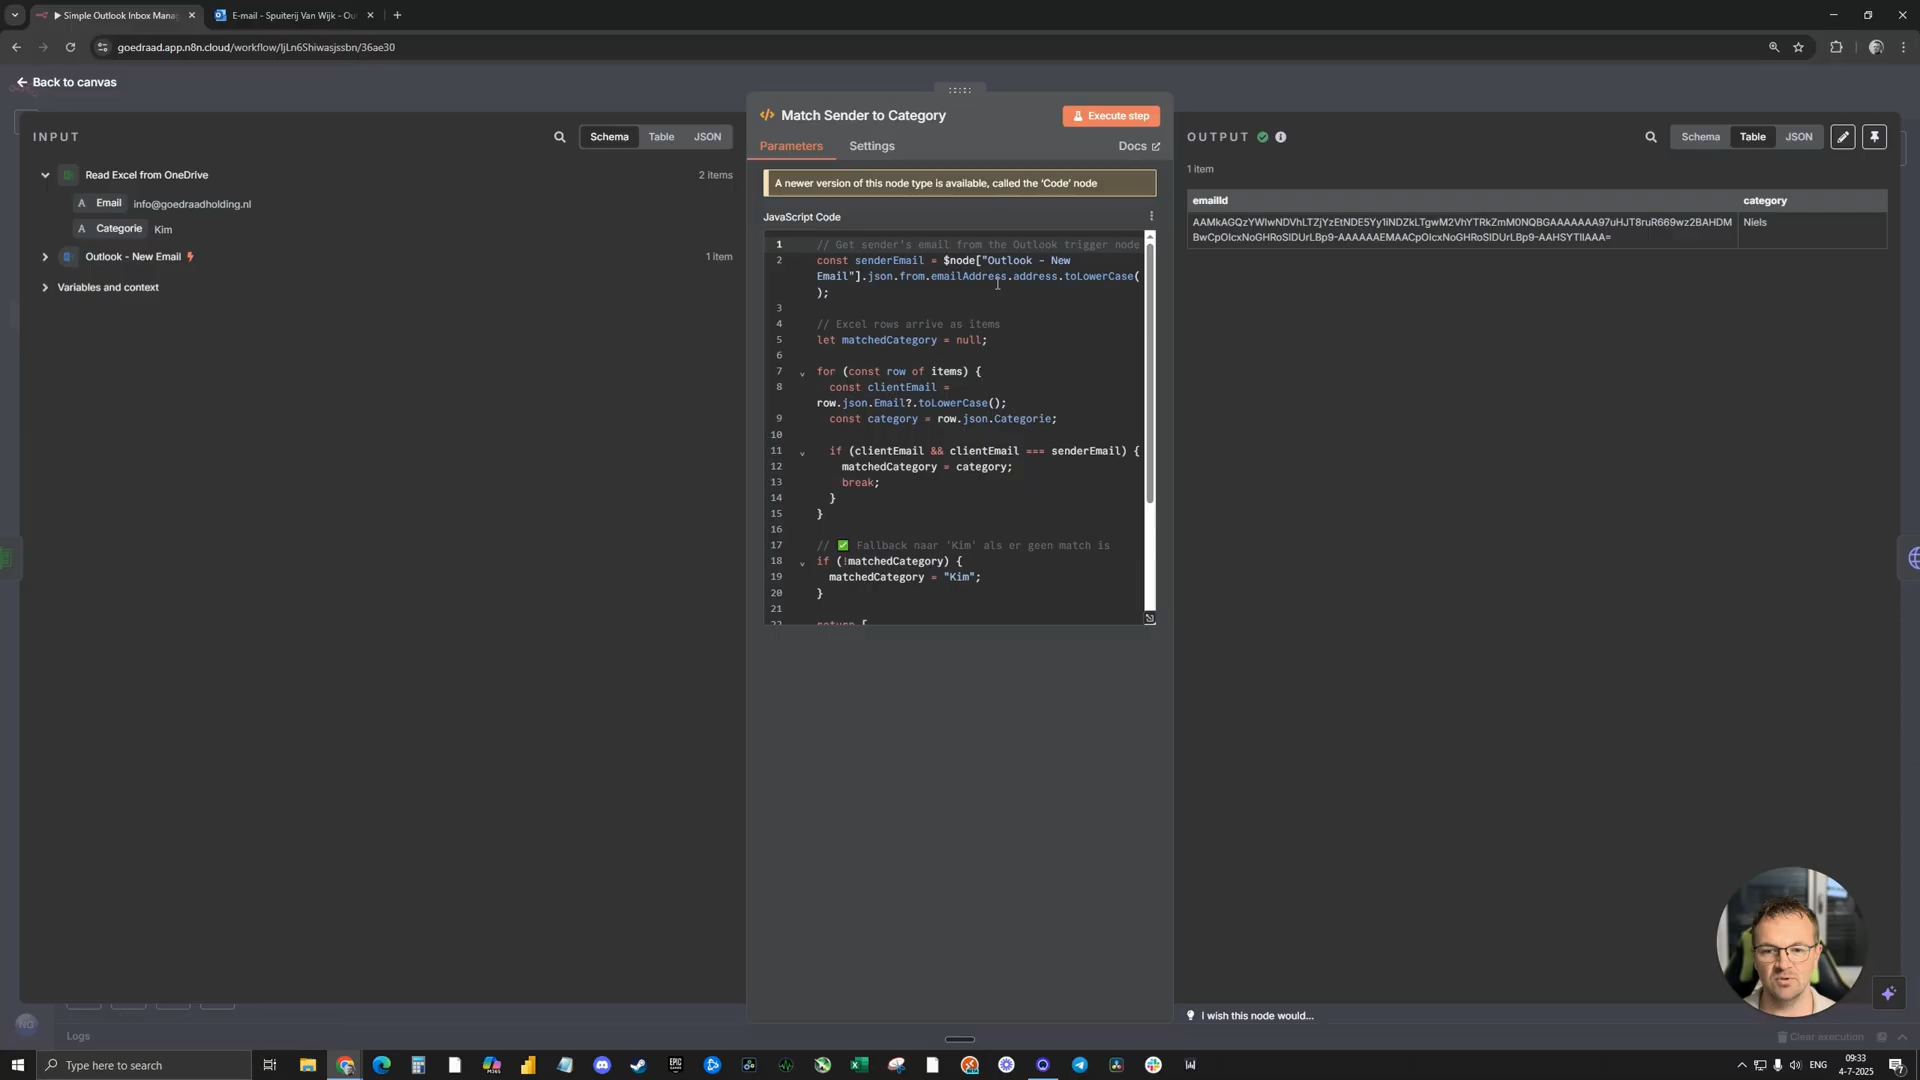 Simple Outlook Inbox Mana
E-mail - Spuiterij Van Wijk - Ou
goedraad.app.n8n.cloud/workflow/IjLn6Shiwasjssbn/36ae30
Back to canvas
INPUT
Schema
Table
JSON
Read Excel from OneDrive
2 items
A Email info@goedraadholding.nl
A Categorie Kim
Outlook - New Email
1 item
Variables and context
Match Sender to Category
Execute step
Parameters
Settings
Docs
A newer version of this node type is available, called the 'Code' node
JavaScript Code
1 // Get sender's email from the Outlook trigger node
2 const senderEmail = $node["Outlook - New
Email"].json.from.emailAddress.address.toLowerCase(
);
3
4 // Excel rows arrive as items
5 let matchedCategory = null;
6
7 for (const row of items) {
8 const clientEmail =
row.json.Email?.toLowerCase();
9 const category = row.json.Categorie;
10
11 if (clientEmail && clientEmail === senderEmail) {
12 matchedCategory = category;
13 break;
14 }
15 }
16
17 // ✅ Fallback naar 'Kim' als er geen match is
18 if (!matchedCategory) {
19 matchedCategory = "Kim";
20 }
21
22 return [
OUTPUT
Schema
Table
JSON
1 item
emailId
category
AAMkAGQzYWIwNDVhLTZjYzEtNDE5Yy1iNDZkLTgwM2VhYTRkZmM0NQBGAAAAAAA97uHJT8ruR669wz2BAHDM
BwCpOIcxNoGHRoSIDUrLBp9-AAAAAAEMAACpOIcxNoGHRoSIDUrLBp9-AAHSYTIIAAA=
Niels
I wish this node would...
NG
Logs
Clear execution
Type here to search
ENG
09:33
4-7-2025